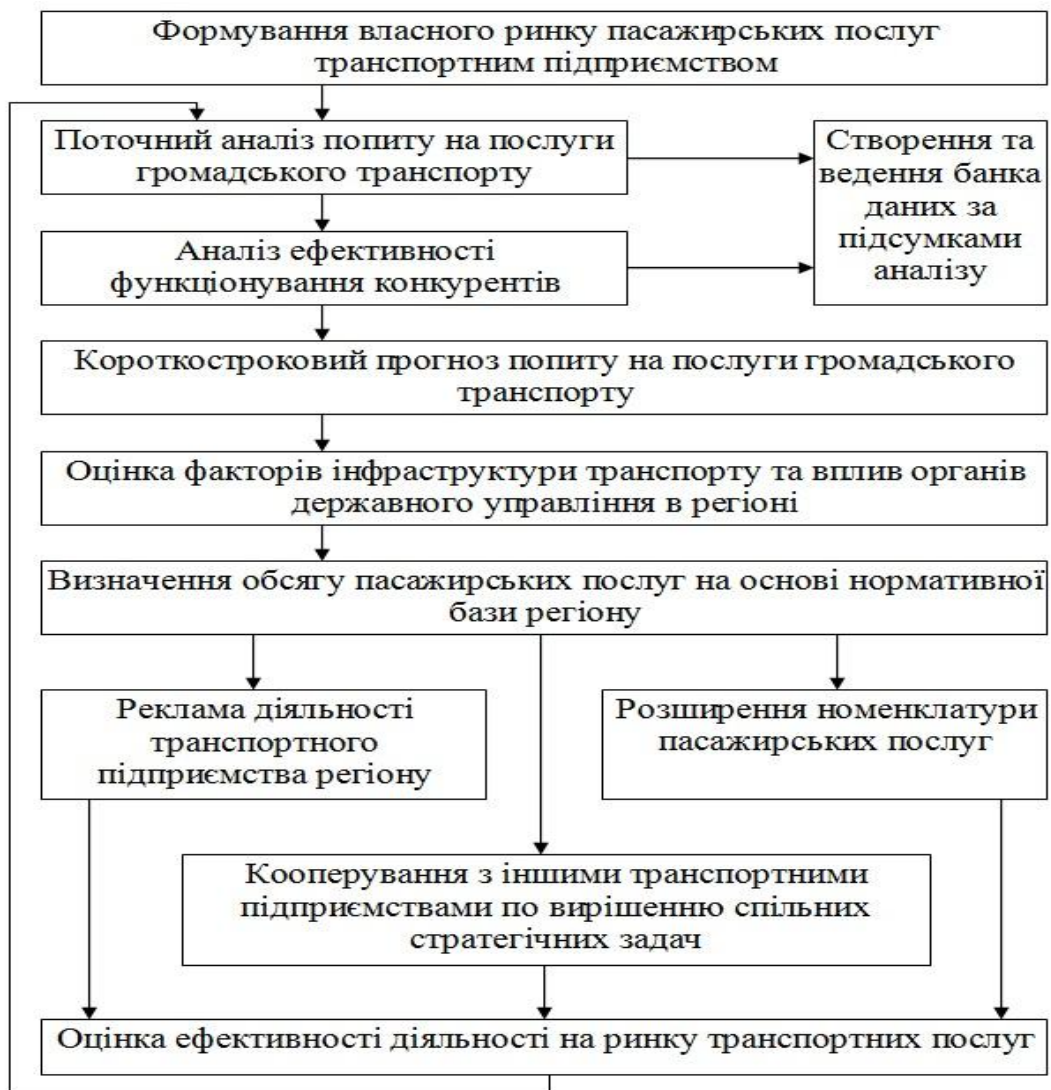 Формування власного ринку пасажирських послуг
транспортним підприємством
Поточний аналіз попиту на послуги
громадського транспорту
Створення та
ведення банка
даних за
підсумками
аналізу
Аналіз ефективності
функціонування конкурентів
Короткостроковий прогноз попиту на послуги громадського
транспорту
Оцінка факторів інфраструктури транспорту та вплив органів
державного управління в регіоні
Визначення обсягу пасажирських послуг на основі нормативної
бази регіону
Реклама діяльності
транспортного
підприємства регіону
Розширення номенклатури
пасажирських послуг
Кооперування з іншими транспортними
підприємствами по вирішенню спільних
стратегічних задач
Оцінка ефективності діяльності на ринку транспортних послуг